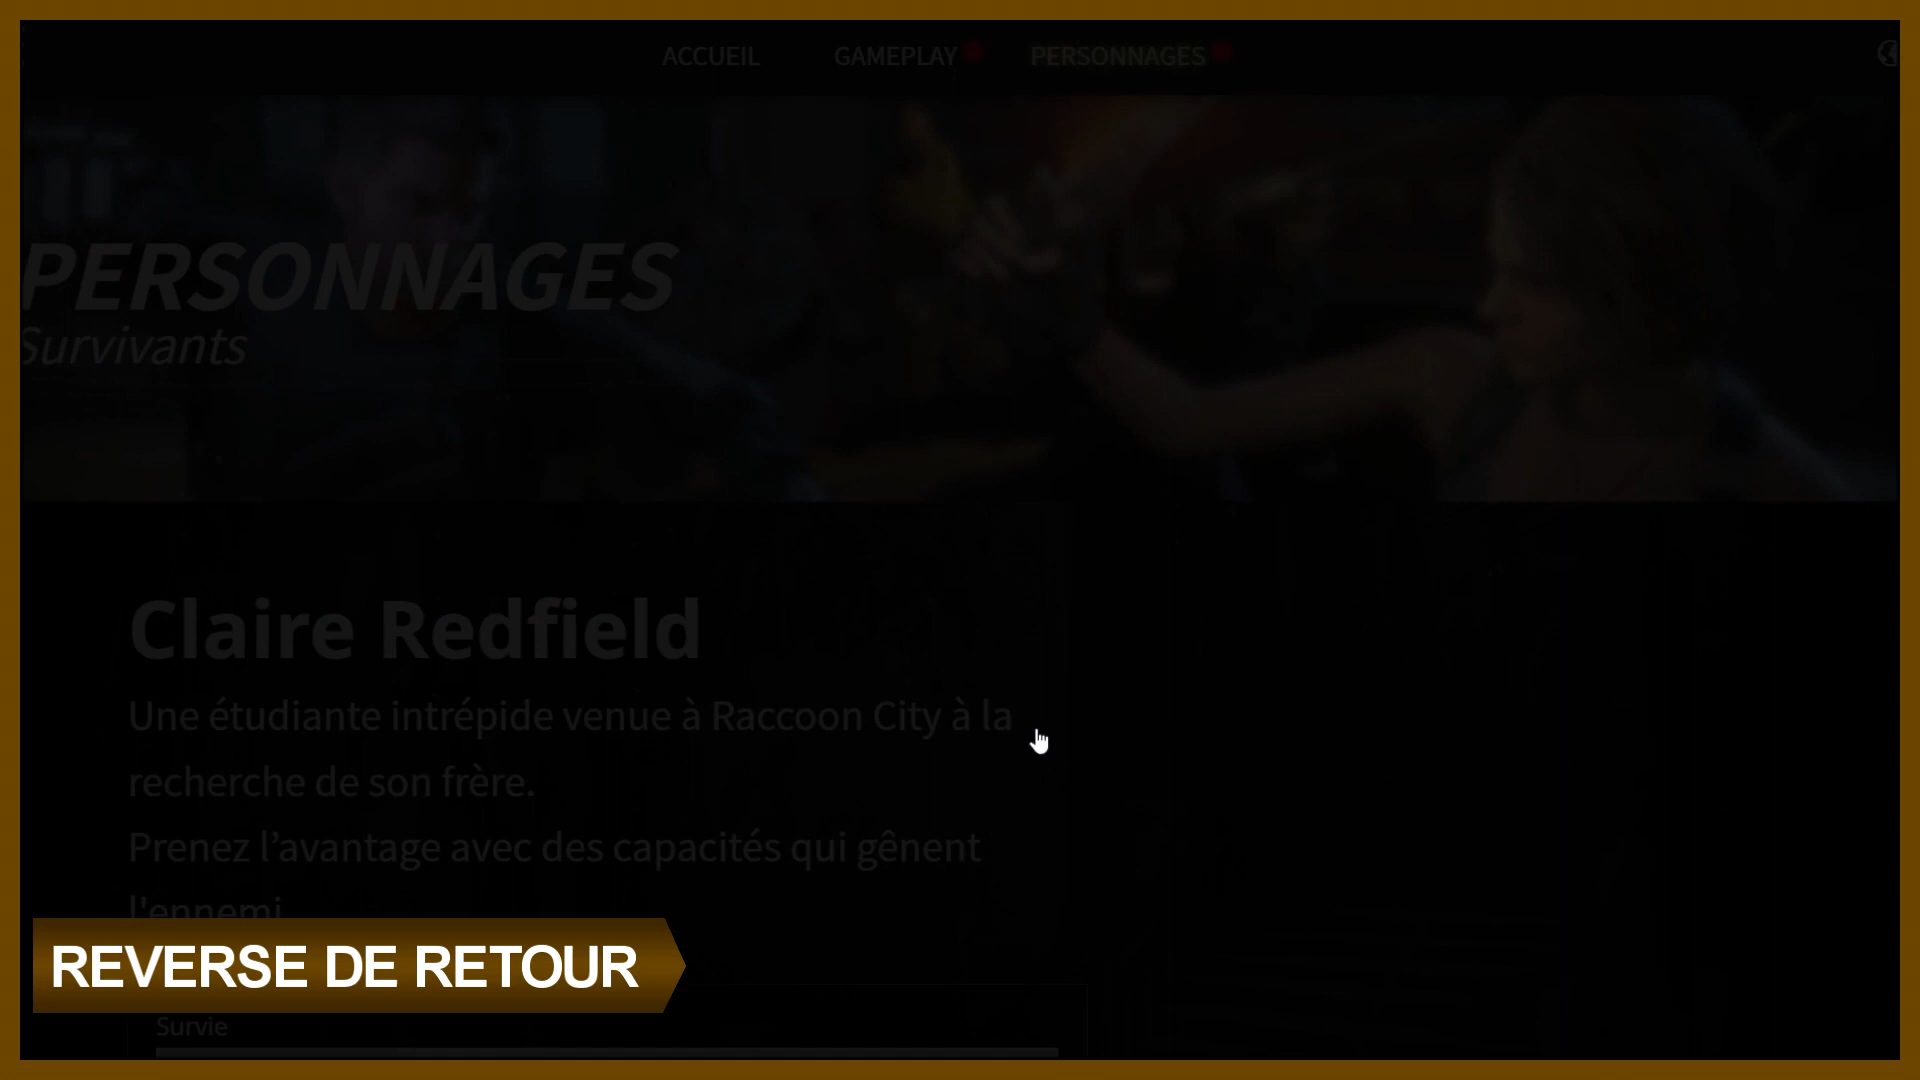 ACCUEIL GAMEPLAY PERSONNAGES
PERSONNAGES
Survivants
Claire Redfield
Une étudiante intrépide venue à Raccoon City à la
recherche de son frère.
Prenez l’avantage avec des capacités qui gênent
l'ennemi
REVERSE DE RETOUR
Survie